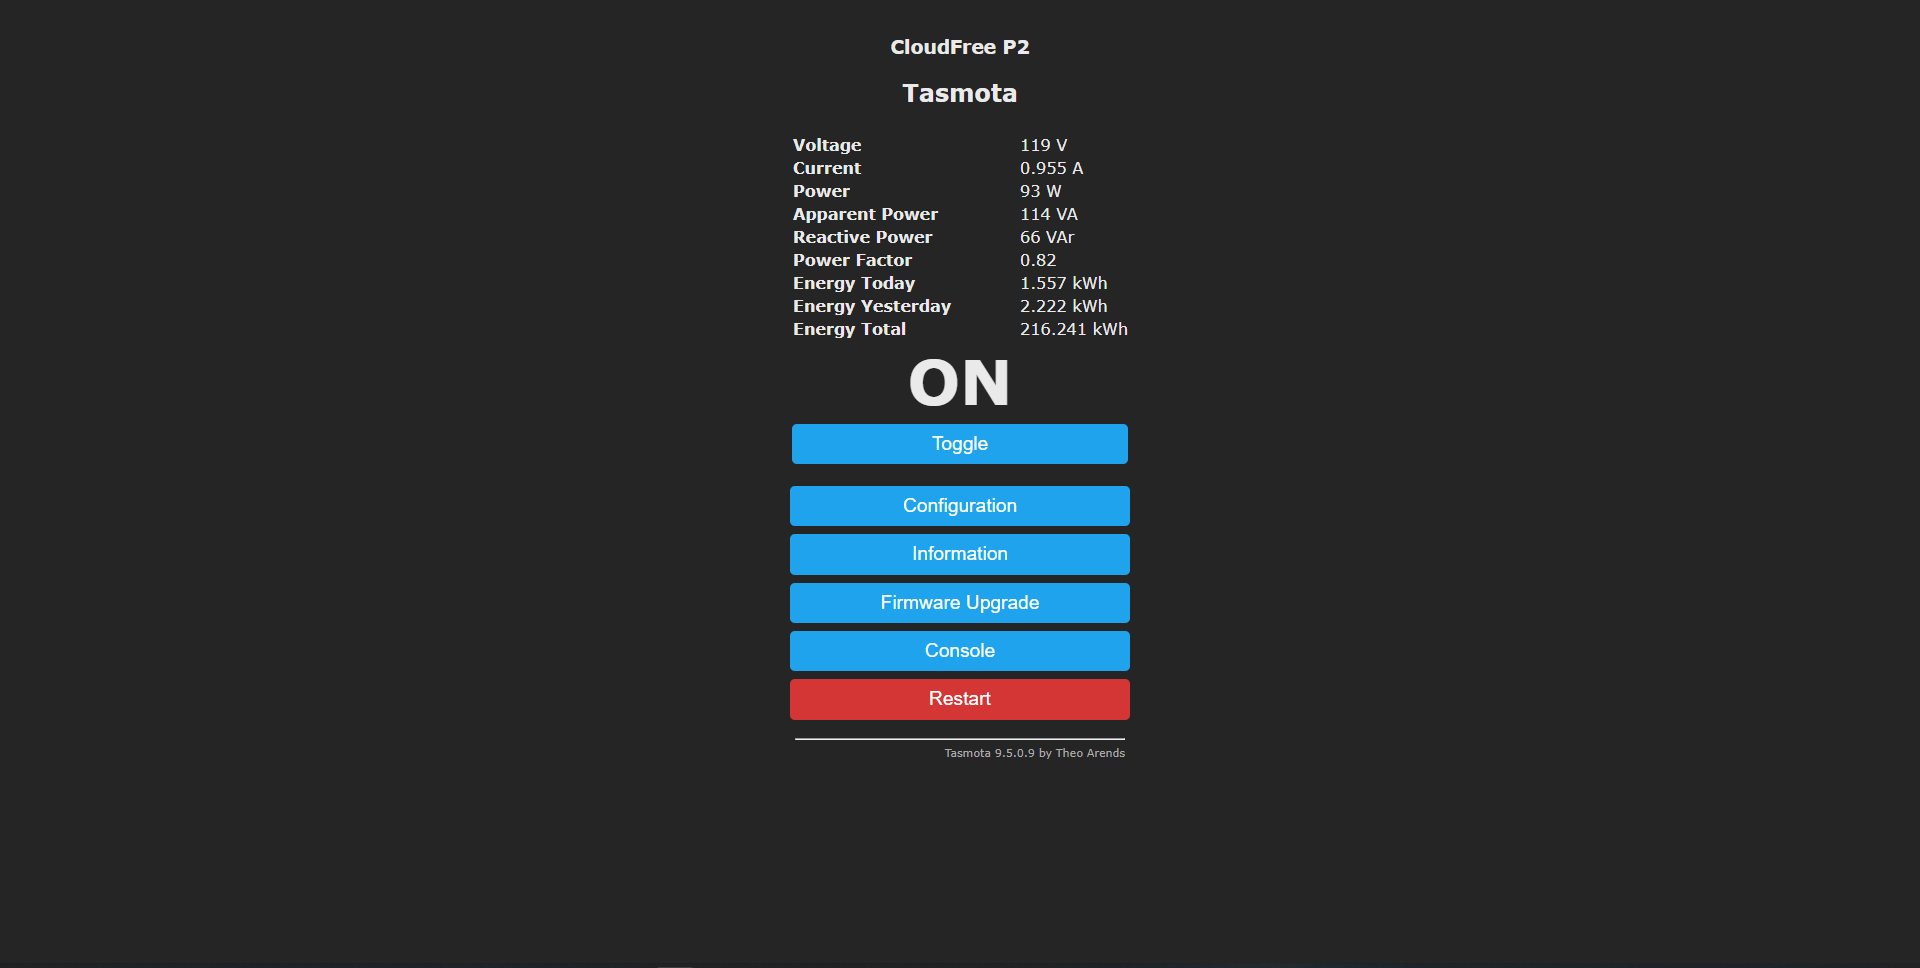 CloudFree P2
Tasmota
Voltage 119 V
Current 0.955 A
Power 93 W
Apparent Power 114 VA
Reactive Power 66 VAr
Power Factor 0.82
Energy Today 1.557 kWh
Energy Yesterday 2.222 kWh
Energy Total 216.241 kWh
ON
Toggle
Configuration
Information
Firmware Upgrade
Console
Restart
Tasmota 9.5.0.9 by Theo Arends